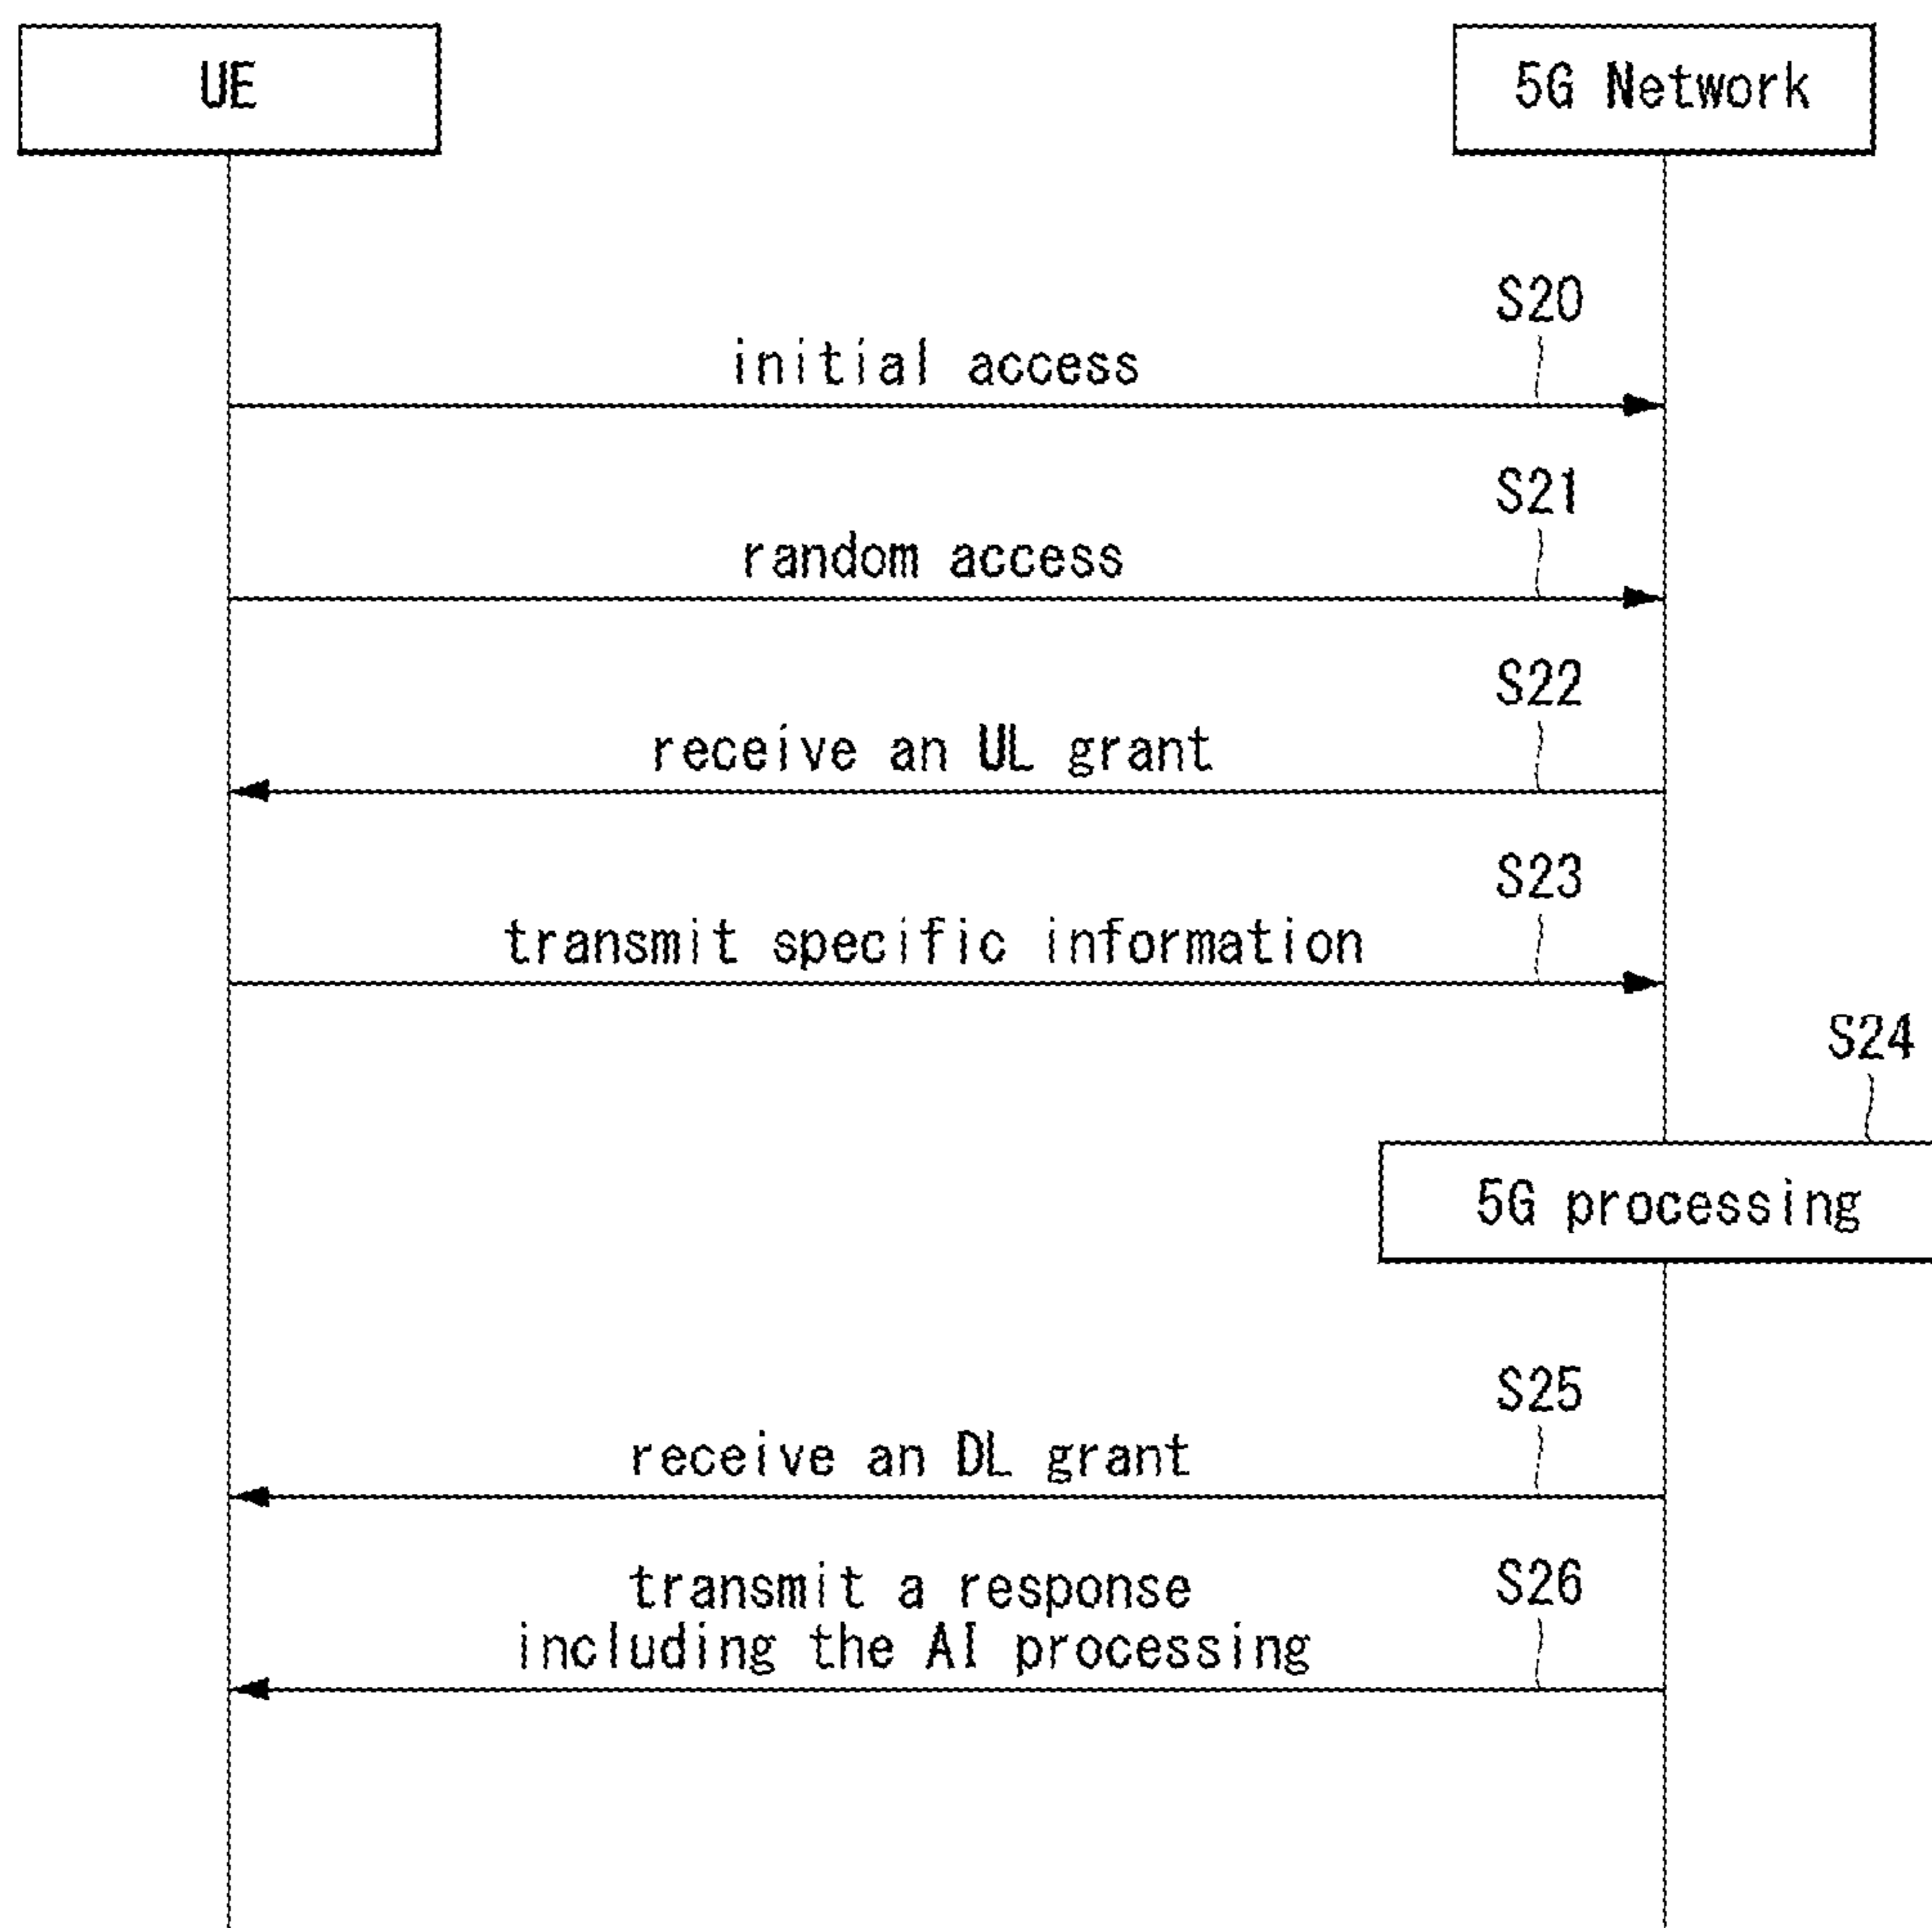 UE
5G Network
S20
initial access
S21
random access
S22
receive an UL grant
S23
transmit specific information
S24
5G processing
S25
receive an DL grant
S26
transmit a response
including the AI processing